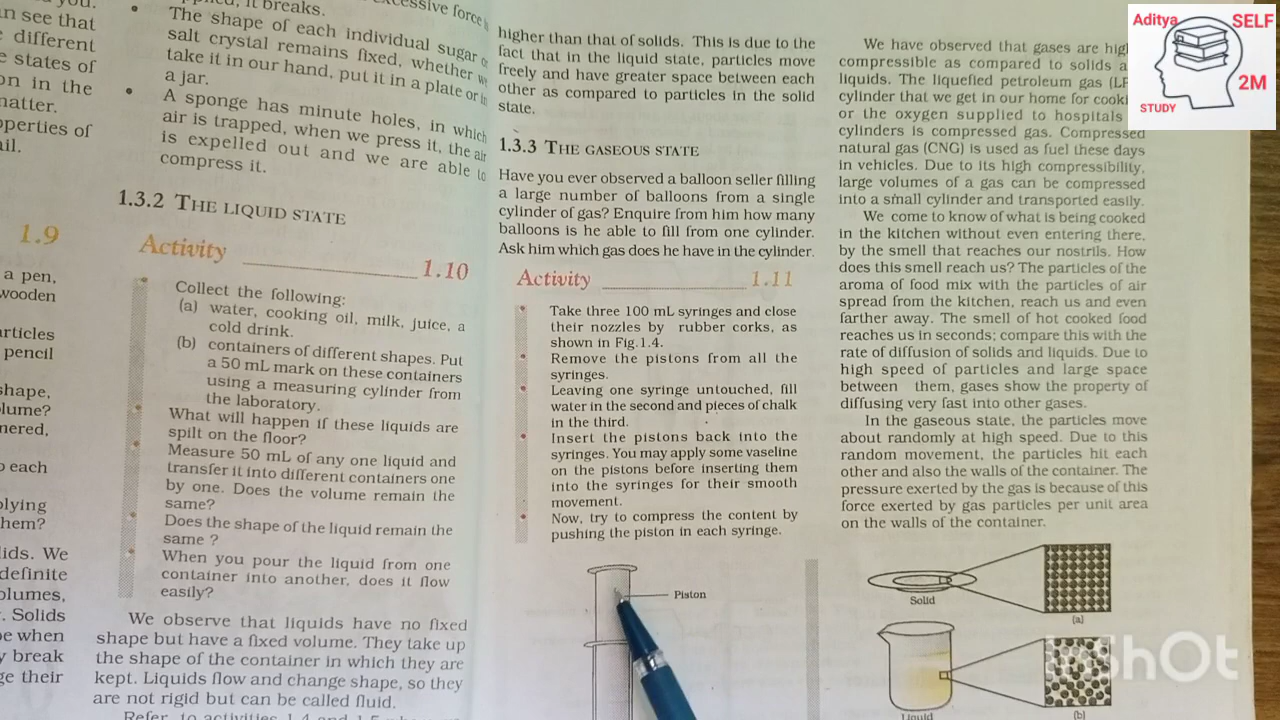 it breaks.
excessive force
The shape of each individual sugar
salt crystal remains fixed, whether
take it in our hand, put it in a plate or in
a jar.
A sponge has minute holes, in which
air is trapped, when we press it, the air
is expelled out and we are able to
compress it.
see that
different
states of
in the
ids. We
1.9
a pen,
wooden
pencil
shape,
each
hem?
definite
Solids
when
break
their
1.3.2 THE LIQUID STATE
Activity 1.10
Collect the following:
(a) water, cooking oil, milk, juice, a
cold drink.
(b) containers of different shapes. Put
a 50 mL mark on these containers
using a measuring cylinder from
the laboratory.
What will happen if these liquids are
spilt on the floor?
Measure 50 mL of any one liquid and
transfer it into different containers one
by one. Does the volume remain the
same?
Does the shape of the liquid remain the
same ?
When you pour the liquid from one
container into another, does it flow
easily?
We observe that liquids have no fixed
shape but have a fixed volume. They take up
the shape of the container in which they are
kept. Liquids flow and change shape, so they
are not rigid but can be called fluid.
Refer to activities 1.4 and 1.5
higher than that of solids. This is due to the
fact that in the liquid state, particles move
freely and have greater space between each
other as compared to particles in the solid
state.
1.3.3 THE GASEOUS STATE
Have you ever observed a balloon seller filling
a large number of balloons from a single
cylinder of gas? Enquire from him how many
balloons is he able to fill from one cylinder.
Ask him which gas does he have in the cylinder.
Activity 1.11
Take three 100 mL syringes and close
their nozzles by rubber corks, as
shown in Fig.1.4.
Remove the pistons from all the
syringes.
Leaving one syringe untouched, fill
water in the second and pieces of chalk
in the third.
Insert the pistons back into the
syringes. You may apply some vaseline
on the pistons before inserting them
into the syringes for their smooth
movement.
Now, try to compress the content by
pushing the piston in each syringe.
Piston
We have observed that gases are
compressible as compared to solids
liquids. The liquefied petroleum gas
cylinder that we get in our home for
or the oxygen supplied to hospitals
cylinders is compressed gas. Compressed
natural gas (CNG) is used as fuel these days
in vehicles. Due to its high compressibility,
large volumes of a gas can be compressed
into a small cylinder and transported easily.
We come to know of what is being cooked
in the kitchen without even entering there,
by the smell that reaches our nostrils. How
does this smell reach us? The particles of the
aroma of food mix with the particles of air
spread from the kitchen, reach us and even
farther away. The smell of hot cooked food
reaches us in seconds; compare this with the
rate of diffusion of solids and liquids. Due to
high speed of particles and large space
between them, gases show the property of
diffusing very fast into other gases.
In the gaseous state, the particles move
about randomly at high speed. Due to this
random movement, the particles hit each
other and also the walls of the container. The
pressure exerted by the gas is because of this
force exerted by gas particles per unit area
on the walls of the container.
Solid
(a)
Liquid
(b)
Aditya SELF
2M
STUDY